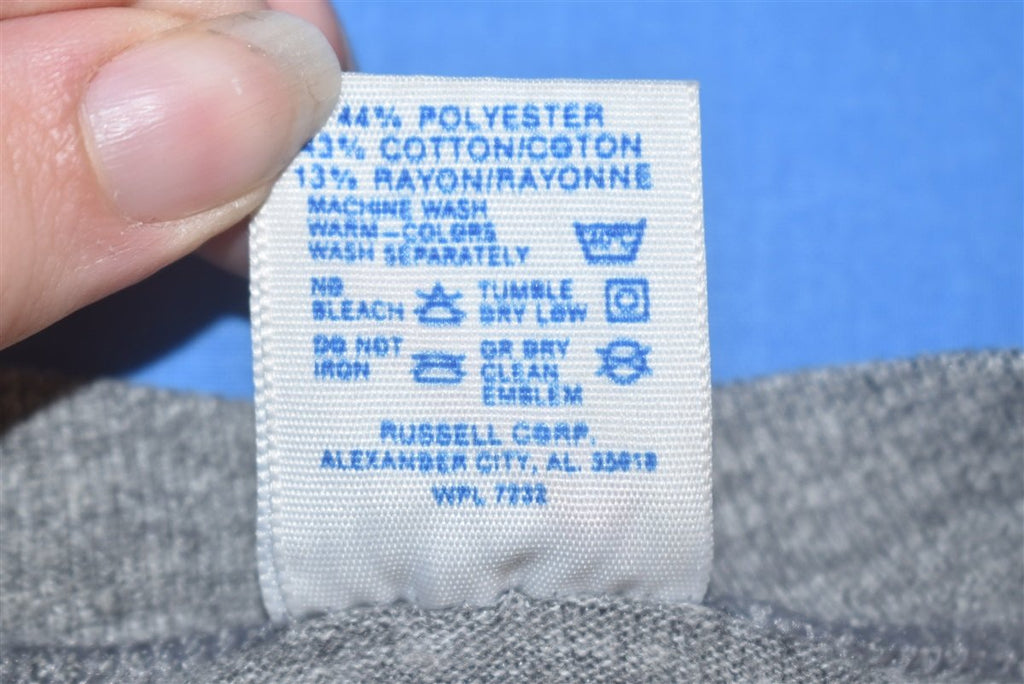 44% POLYESTER
43% COTTON/COTON
13% RAYON/RAYONNE
MACHINE WASH
WARM—COLORS
WASH SEPARATELY
NO
BLEACH
TUMBLE
DRY LOW
DO NOT
IRON
OR DRY
CLEAN
EMBLEM
RUSSELL CORP.
ALEXANDER CITY, AL. 35010
WPL 7232